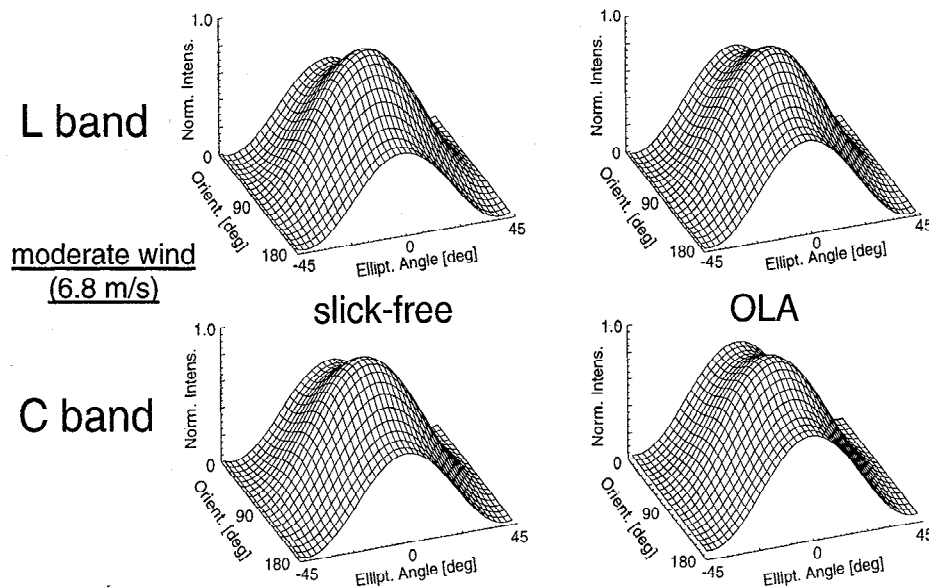 1.0
Norm. Intens.
0
Orient. [deg]
90
180
-45
0
45
Ellipt. Angle [deg]
1.0
Norm. Intens.
0
Orient. [deg]
90
180
-45
0
45
Ellipt. Angle [deg]
L band
moderate wind
(6.8 m/s)
slick-free
OLA
C band
1.0
Norm. Intens.
0
Orient. [deg]
90
180
-45
0
45
Ellipt. Angle [deg]
1.0
Norm. Intens.
0
Orient. [deg]
90
180
-45
0
45
Ellipt. Angle [deg]